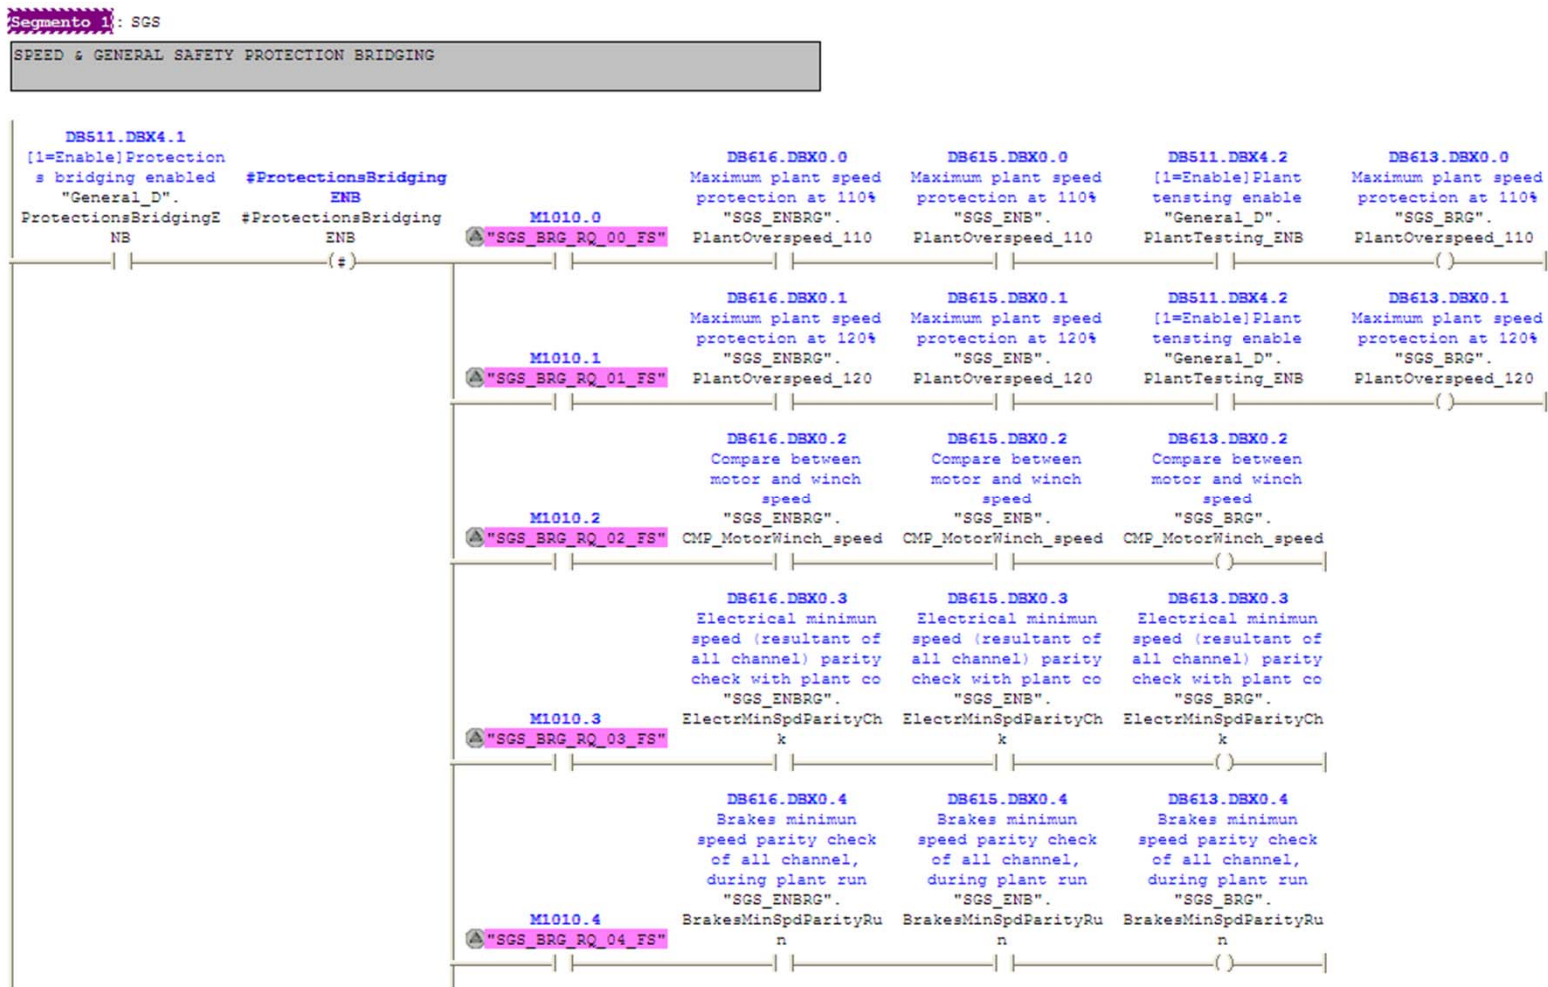 Segmento 1: SGS
SPEED & GENERAL SAFETY PROTECTION BRIDGING
DB511.DBX4.1
[1=Enable]Protection
s bridging enabled
"General_D".
ProtectionsBridgingE
NB
#ProtectionsBridging
ENB
#ProtectionsBridging
ENB
M1010.0
"SGS_BRG_RQ_00_FS"
DB616.DBX0.0
Maximum plant speed
protection at 110%
"SGS_ENBRG".
PlantOverspeed_110
DB615.DBX0.0
Maximum plant speed
protection at 110%
"SGS_ENB".
PlantOverspeed_110
DB511.DBX4.2
[1=Enable]Plant
tensting enable
"General_D".
PlantTesting_ENB
DB613.DBX0.0
Maximum plant speed
protection at 110%
"SGS_BRG".
PlantOverspeed_110
(#)
( )
M1010.1
"SGS_BRG_RQ_01_FS"
DB616.DBX0.1
Maximum plant speed
protection at 120%
"SGS_ENBRG".
PlantOverspeed_120
DB615.DBX0.1
Maximum plant speed
protection at 120%
"SGS_ENB".
PlantOverspeed_120
DB511.DBX4.2
[1=Enable]Plant
tensting enable
"General_D".
PlantTesting_ENB
DB613.DBX0.1
Maximum plant speed
protection at 120%
"SGS_BRG".
PlantOverspeed_120
( )
M1010.2
"SGS_BRG_RQ_02_FS"
DB616.DBX0.2
Compare between
motor and winch
speed
"SGS_ENBRG".
CMP_MotorWinch_speed
DB615.DBX0.2
Compare between
motor and winch
speed
"SGS_ENB".
CMP_MotorWinch_speed
DB613.DBX0.2
Compare between
motor and winch
speed
"SGS_BRG".
CMP_MotorWinch_speed
( )
M1010.3
"SGS_BRG_RQ_03_FS"
DB616.DBX0.3
Electrical minimun
speed (resultant of
all channel) parity
check with plant co
"SGS_ENBRG".
ElectrMinSpdParityCh
k
DB615.DBX0.3
Electrical minimun
speed (resultant of
all channel) parity
check with plant co
"SGS_ENB".
ElectrMinSpdParityCh
k
DB613.DBX0.3
Electrical minimun
speed (resultant of
all channel) parity
check with plant co
"SGS_BRG".
ElectrMinSpdParityCh
k
( )
M1010.4
"SGS_BRG_RQ_04_FS"
DB616.DBX0.4
Brakes minimun
speed parity check
of all channel,
during plant run
"SGS_ENBRG".
BrakesMinSpdParityRu
n
DB615.DBX0.4
Brakes minimun
speed parity check
of all channel,
during plant run
"SGS_ENB".
BrakesMinSpdParityRu
n
DB613.DBX0.4
Brakes minimun
speed parity check
of all channel,
during plant run
"SGS_BRG".
BrakesMinSpdParityRu
n
( )